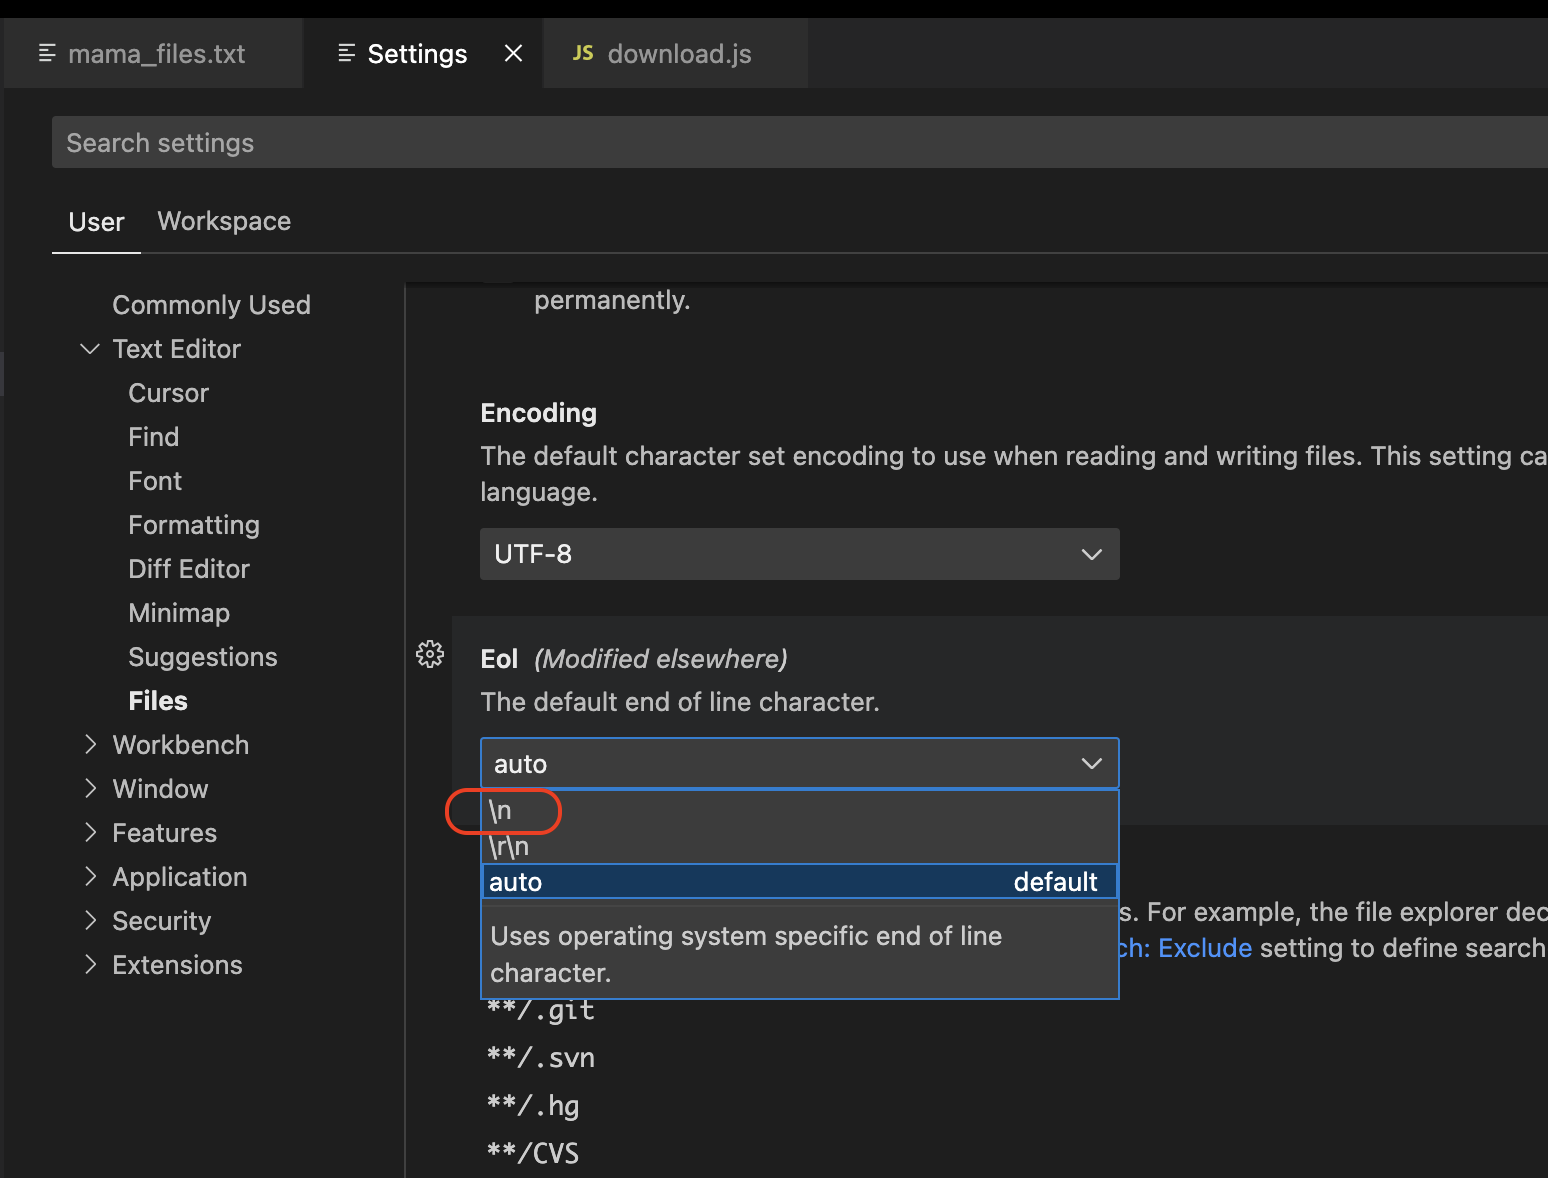 mama_files.txt
Settings
JS download.js
Search settings
User
Workspace
Commonly Used
Text Editor
Cursor
Find
Font
Formatting
Diff Editor
Minimap
Suggestions
Files
Workbench
Window
Features
Application
Security
Extensions
permanently.
Encoding
The default character set encoding to use when reading and writing files. This setting ca
language.
UTF-8
Eol (Modified elsewhere)
The default end of line character.
auto
\n
\r\n
auto default
Uses operating system specific end of line
character.
s. For example, the file explorer dec
ch: Exclude setting to define search
**/.git
**/.svn
**/.hg
**/CVS